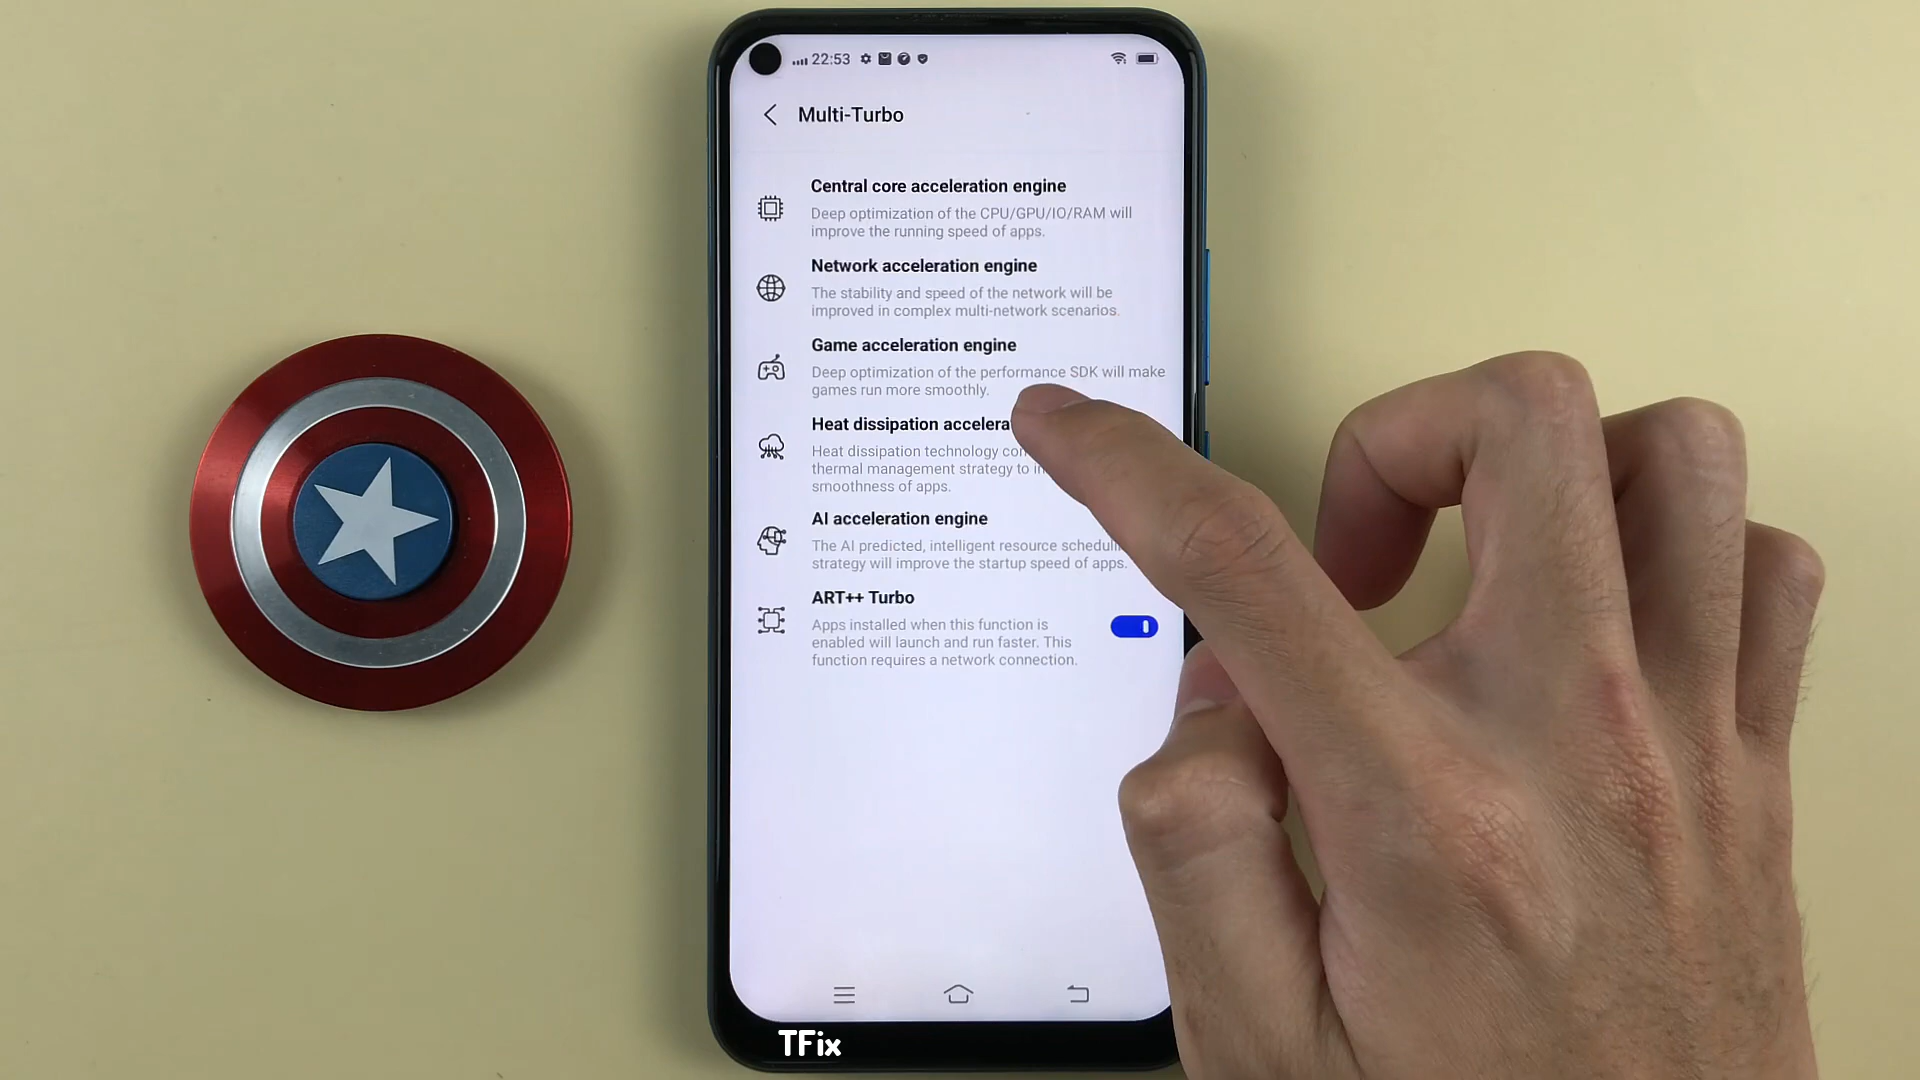 22:53
Multi-Turbo
Central core acceleration engine
Deep optimization of the CPU/GPU/IO/RAM will
improve the running speed of apps.
Network acceleration engine
The stability and speed of the network will be
improved in complex multi-network scenarios.
Game acceleration engine
Deep optimization of the performance SDK will make
games run more smoothly.
Heat dissipation
Heat dissipation technology
thermal management strategy to
smoothness of apps.
AI acceleration engine
The AI predicted, intelligent resource
strategy will improve the startup speed of apps.
ART++ Turbo
Apps installed when this function is
enabled will launch and run faster. This
function requires a network connection.
TFix